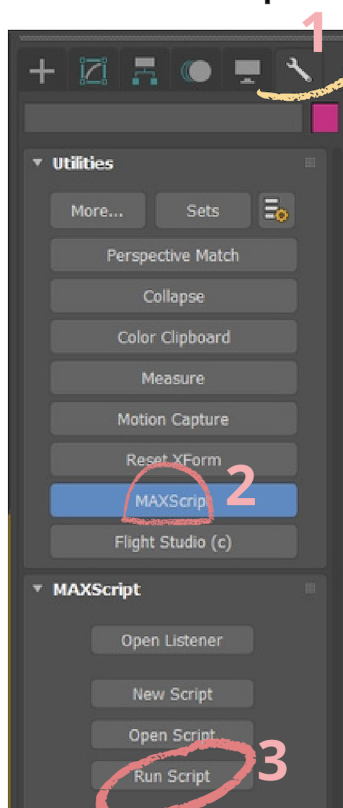 1
Utilities
More... Sets
Perspective Match
Collapse
Color Clipboard
Measure
Motion Capture
Reset XForm
MAXScript 2
Flight Studio (c)
MAXScript
Open Listener
New Script
Open Script
Run Script 3